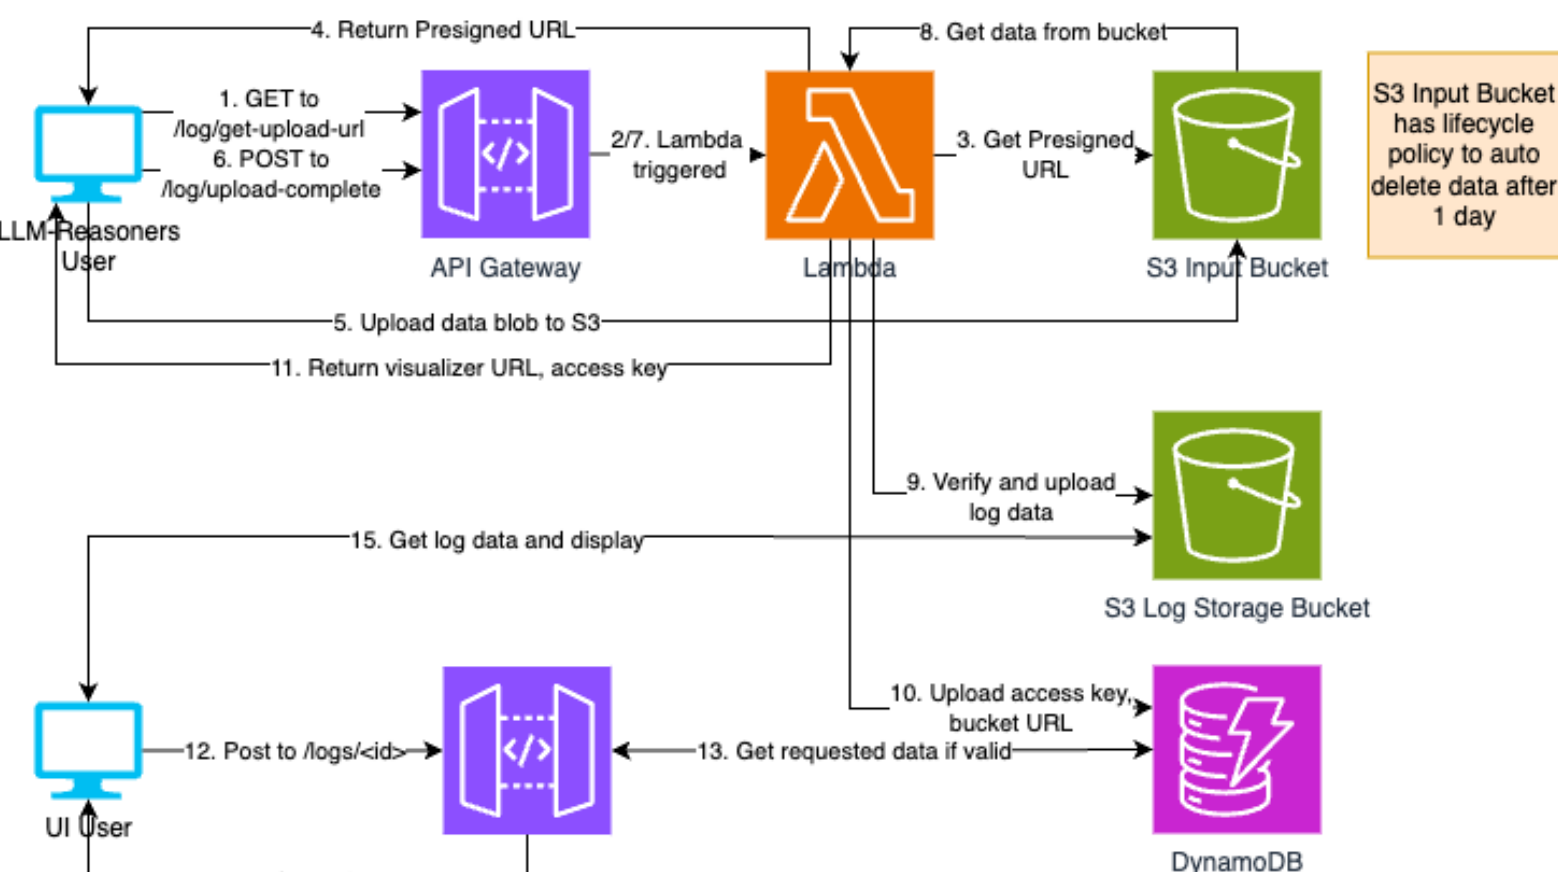 4. Return Presigned URL
8. Get data from bucket
1. GET to
/log/get-upload-url
6. POST to
/log/upload-complete
2/7. Lambda
triggered
3. Get Presigned
URL
S3 Input Bucket
has lifecycle
policy to auto
delete data after
1 day
LLM-Reasoners
User
API Gateway
Lambda
S3 Input Bucket
5. Upload data blob to S3
11. Return visualizer URL, access key
9. Verify and upload
log data
15. Get log data and display
S3 Log Storage Bucket
10. Upload access key,
bucket URL
12. Post to /logs/<id>
</>
13. Get requested data if valid
UI User
DynamoDB